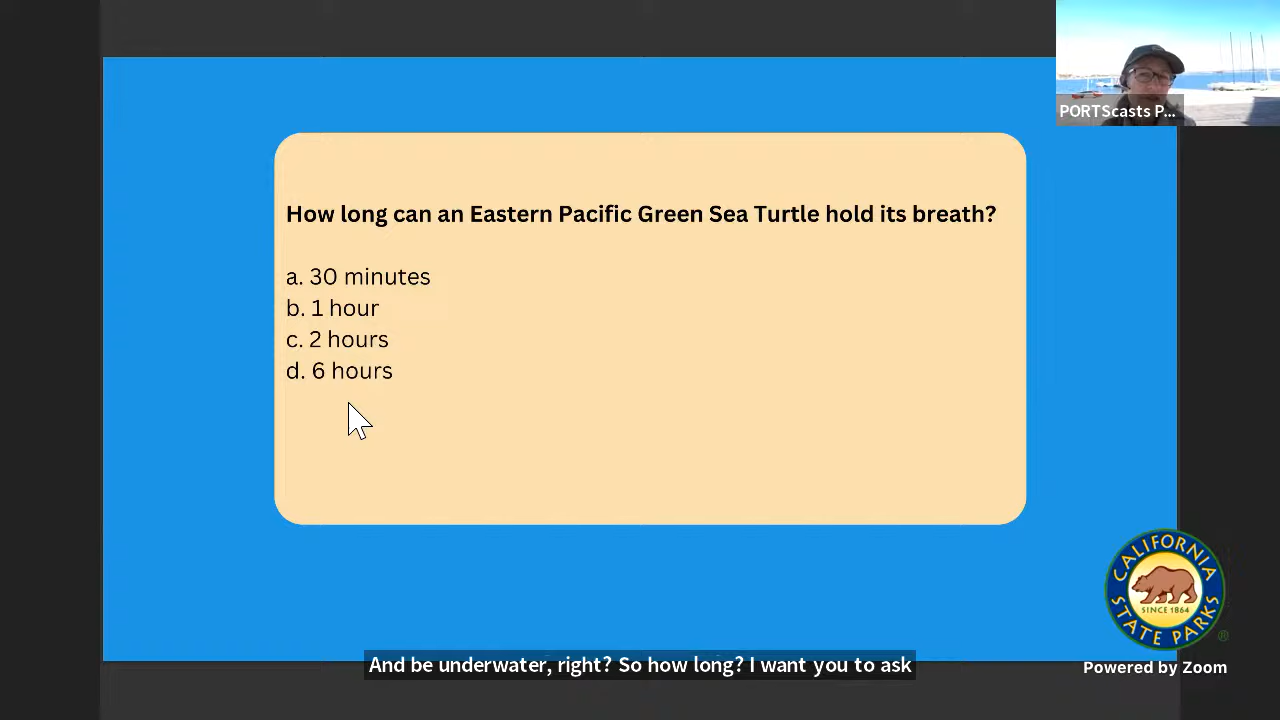 PORTScasts P...
How long can an Eastern Pacific Green Sea Turtle hold its breath?
a. 30 minutes
b. 1 hour
c. 2 hours
d. 6 hours
CALIFORNIA
SINCE 1864
STATE PARKS
®
And be underwater, right? So how long? I want you to ask
Powered by Zoom